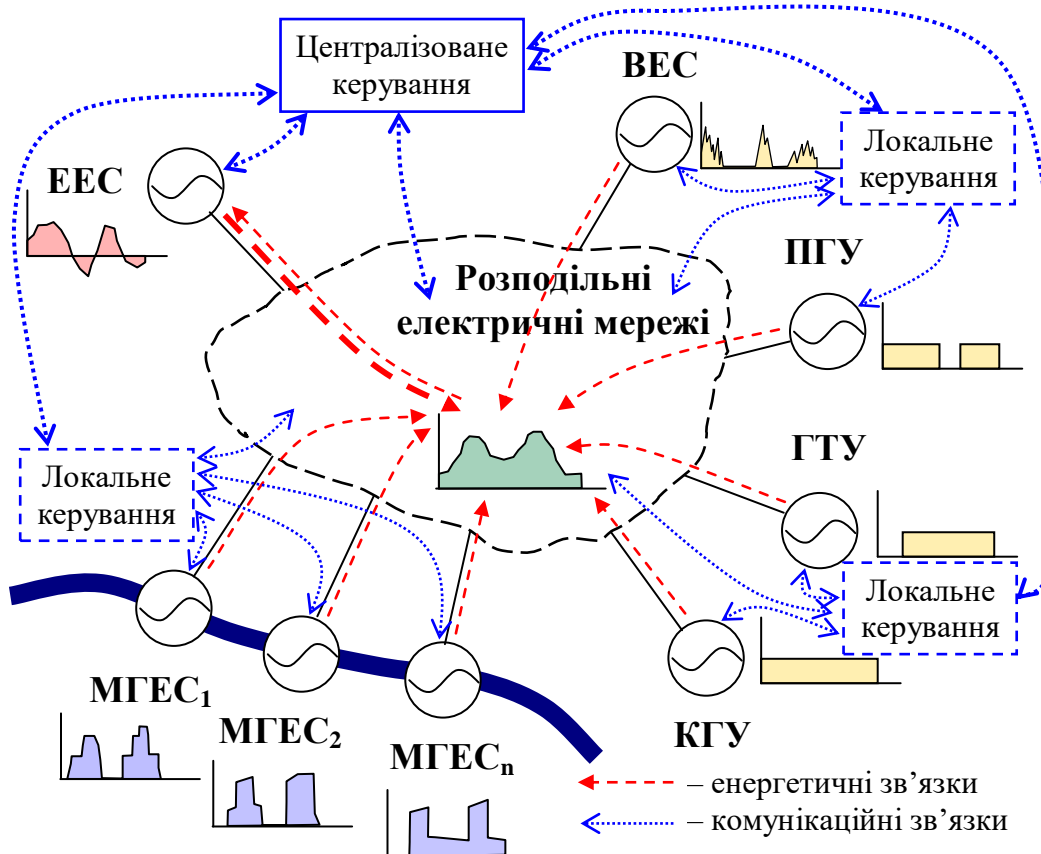 Централізоване
керування
ВЕС
Локальне
керування
ЕЕС
ПГУ
Розподільні
електричні мережі
ГТУ
Локальне
керування
Локальне
керування
МГЕС₁
МГЕС₂
МГЕСₙ
КГУ
– енергетичні зв’язки
– комунікаційні зв’язки